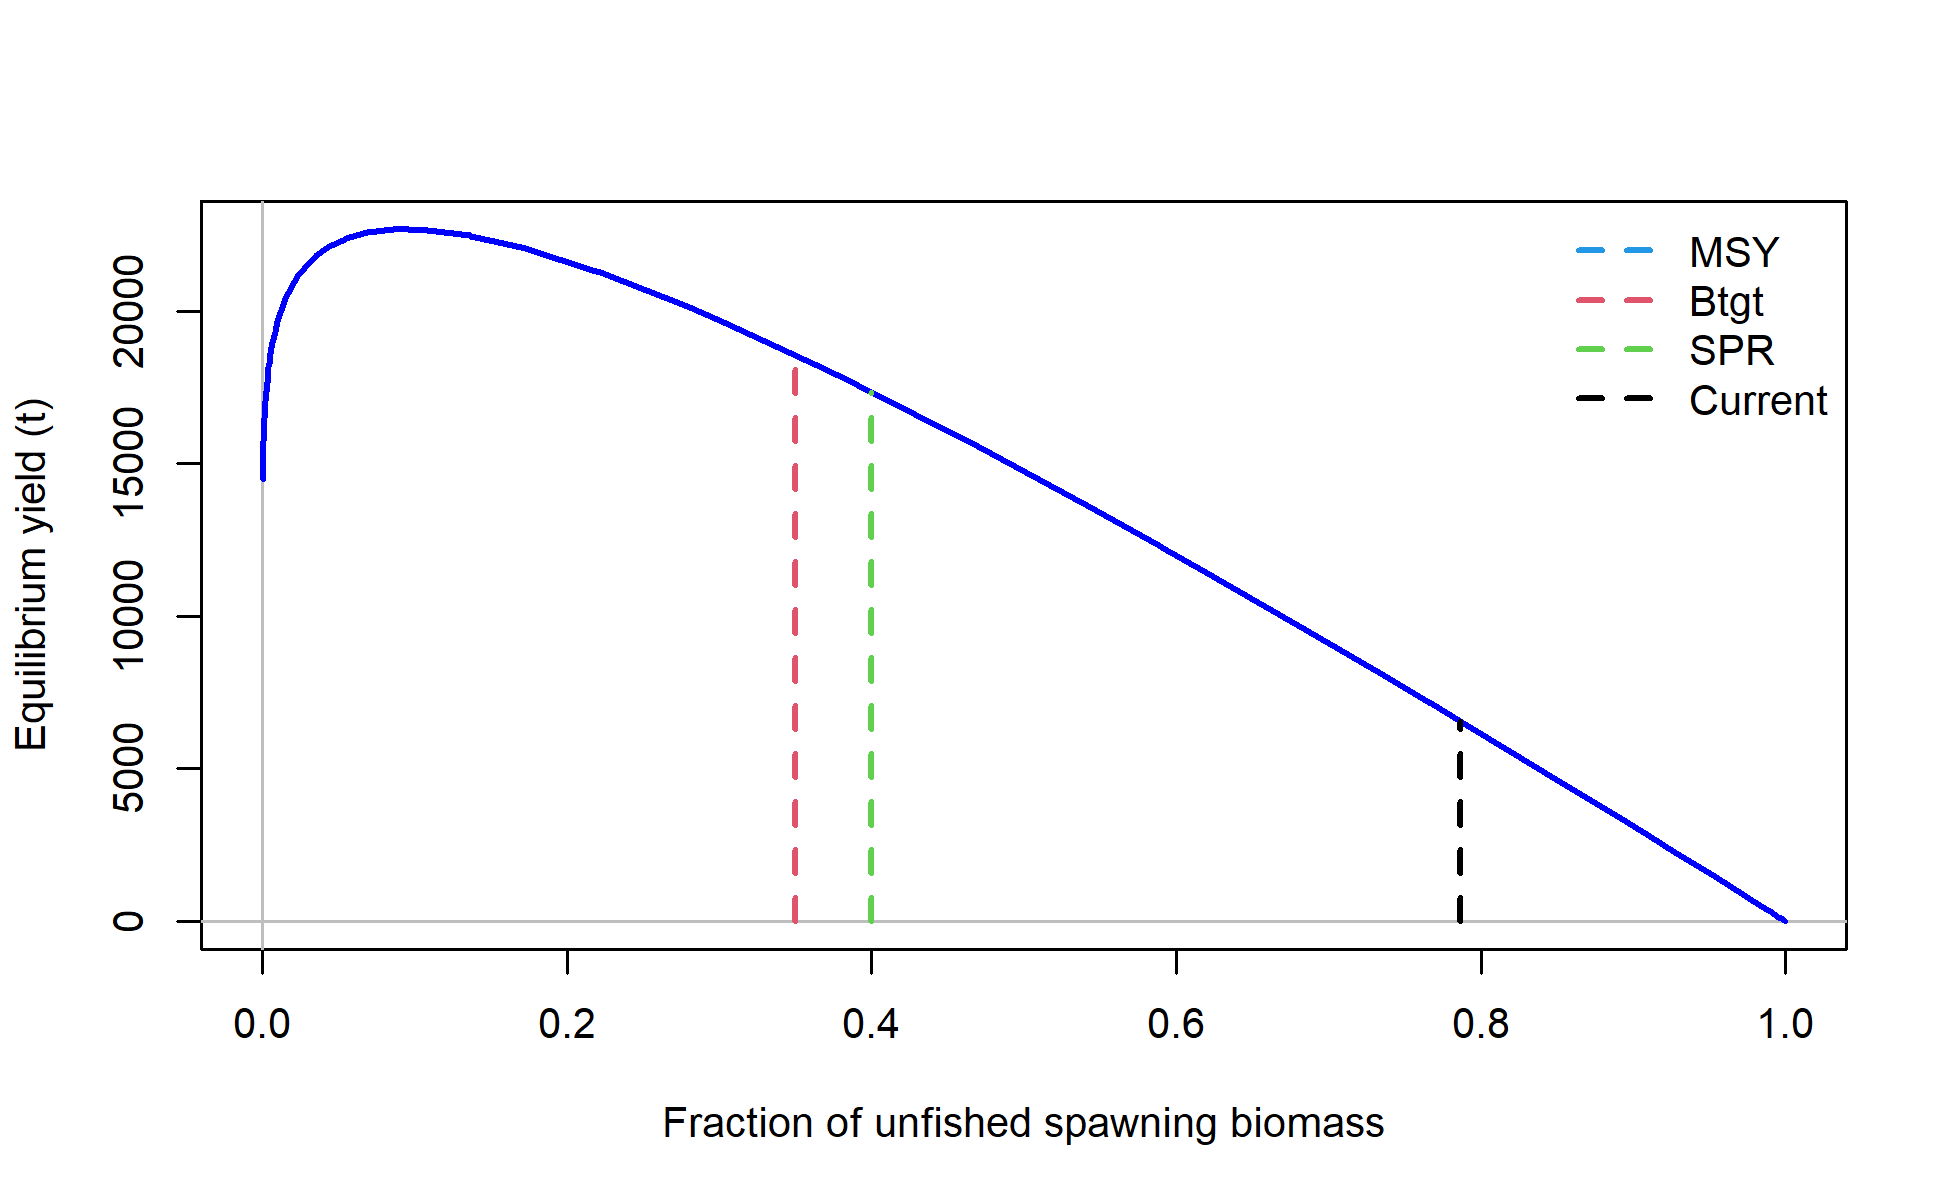 MSY
Btgt
SPR
Current
Equilibrium yield (t)
20000
15000
10000
5000
0
0.0 0.2 0.4 0.6 0.8 1.0
Fraction of unfished spawning biomass